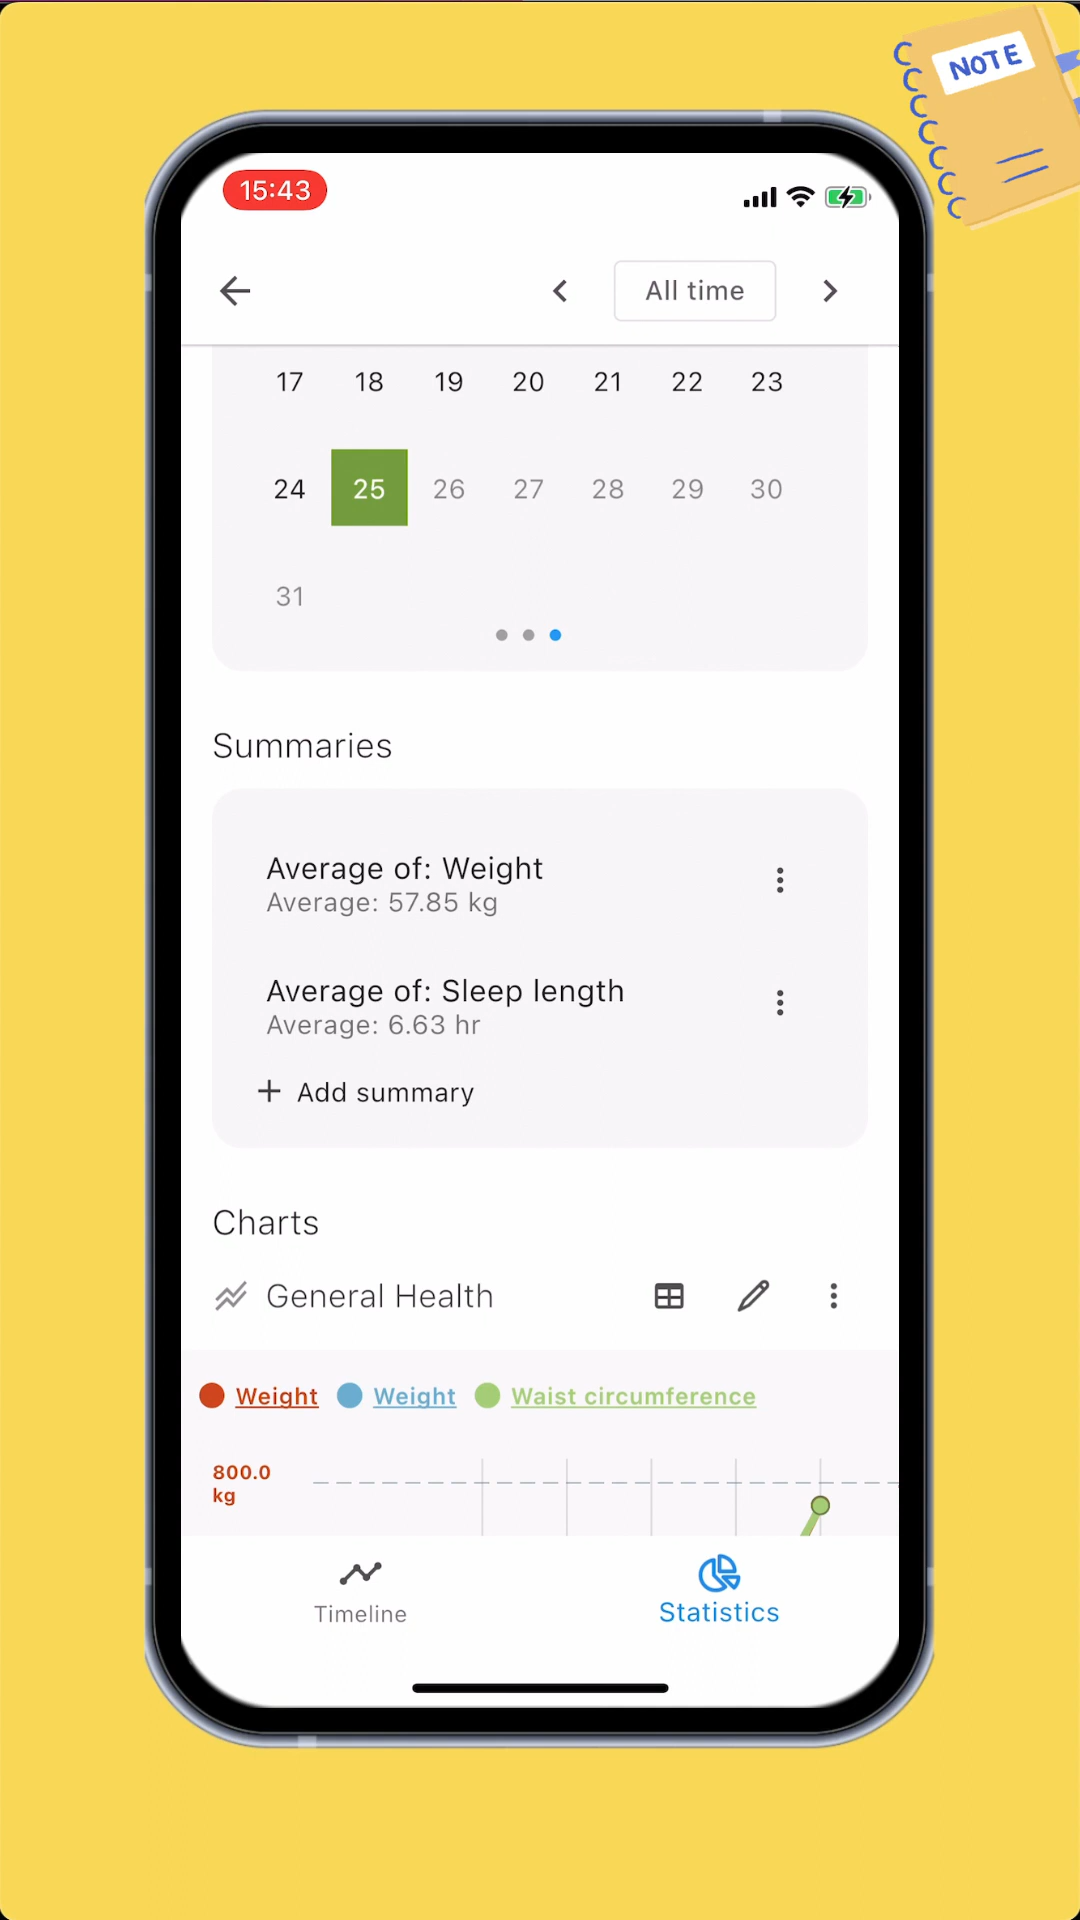 NOTE
15:43
All time
17 18 19 20 21 22 23
24 25 26 27 28 29 30
31
Summaries
Average of: Weight
Average: 57.85 kg
Average of: Sleep length
Average: 6.63 hr
+ Add summary
Charts
General Health
Weight Weight Waist circumference
800.0
kg
Timeline
Statistics